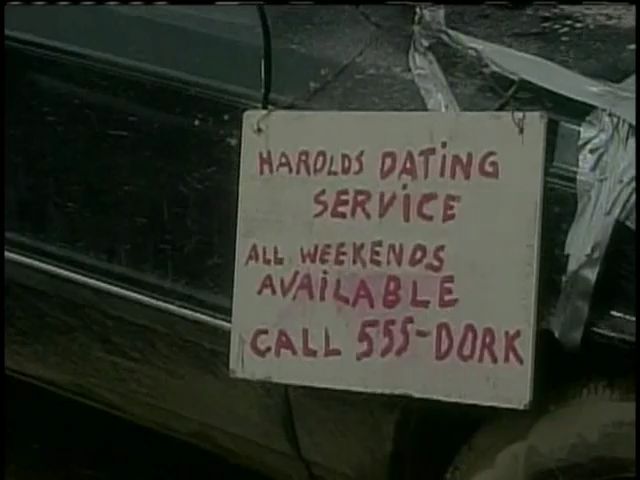 HAROLDS DATiNG
SERViCE
ALL WEEKENDS
AVAiLABLE
CALL 555-DORK